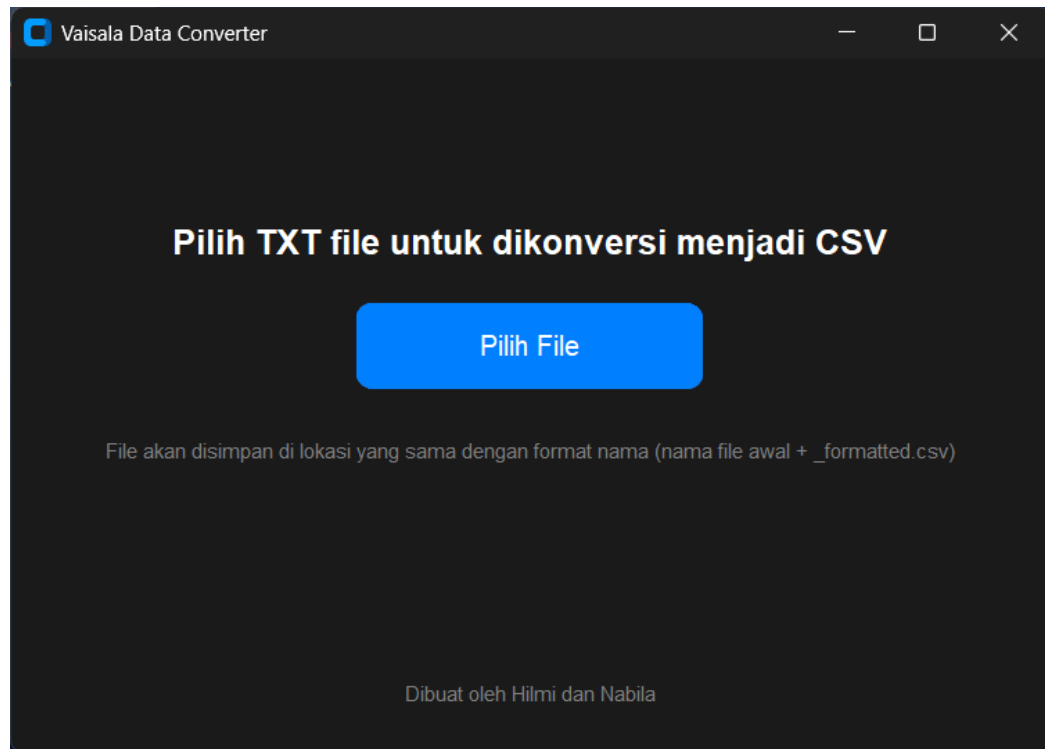 Vaisala Data Converter
Pilih TXT file untuk dikonversi menjadi CSV
Pilih File
File akan disimpan di lokasi yang sama dengan format nama (nama file awal + _formatted.csv)
Dibuat oleh Hilmi dan Nabila